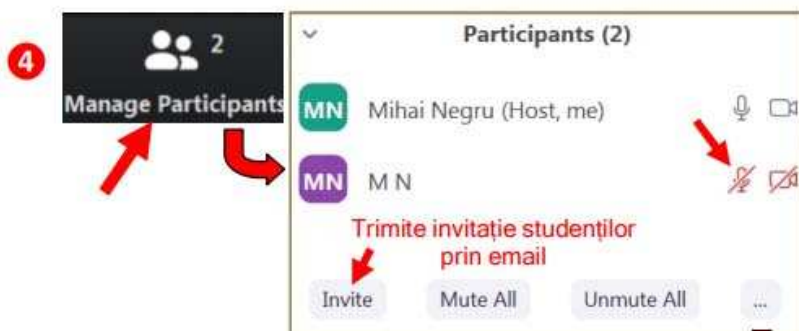 4
2
Manage Participants
Participants (2)
MN Mihai Negru (Host, me)
MN M N
Trimite invitație studenților
prin email
Invite Mute All Unmute All ...